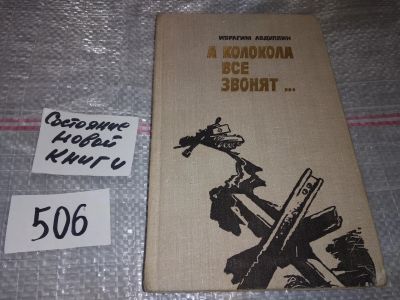 ИБРАГИМ АБДУЛЛИН
А КОЛОКОЛА
ВСЕ
ЗВОНЯТ...
Состояние
новой
книги
506